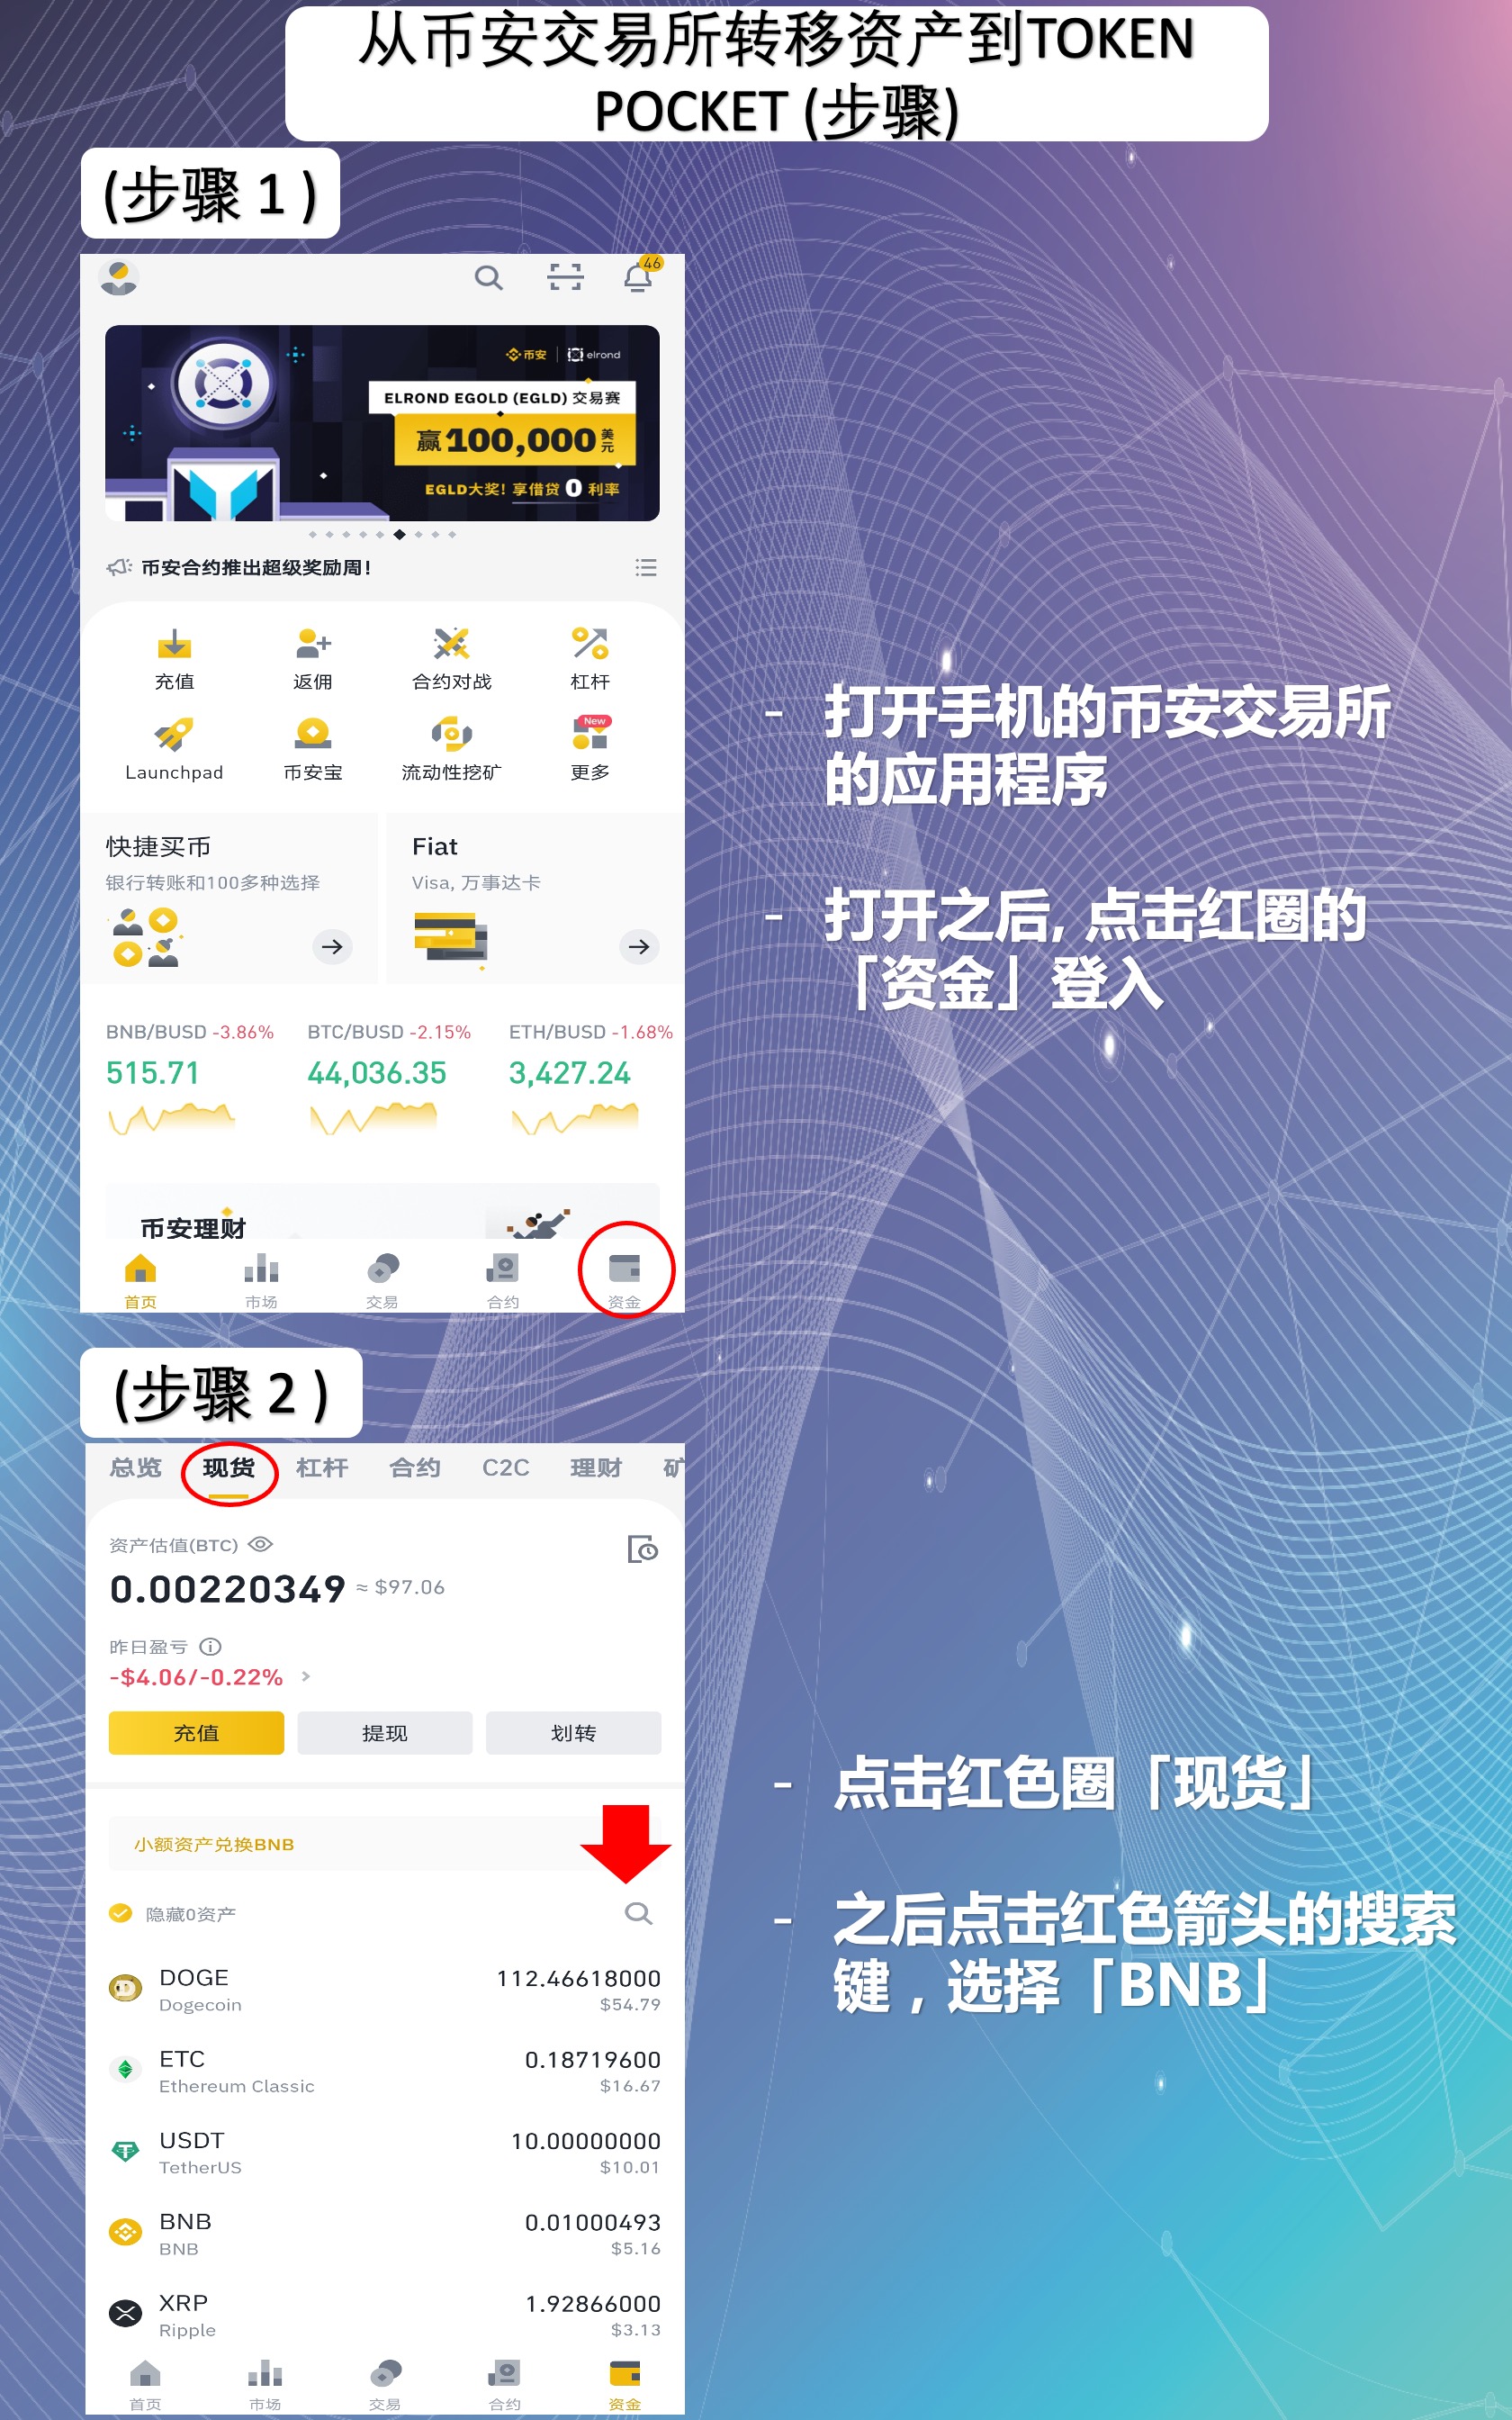 从币安交易所转移资产到TOKEN
POCKET (步骤)
(步骤 1 )
46
币安 elrond
ELROND EGOLD (EGLD) 交易赛
赢100,000美元
EGLD大奖! 享借贷 0 利率
币安合约推出超级奖励周!
充值 返佣 合约对战 杠杆
New
Launchpad 币安宝 流动性挖矿 更多
快捷买币 Fiat
银行转账和100多种选择 Visa, 万事达卡
BNB/BUSD -3.86% BTC/BUSD -2.15% ETH/BUSD -1.68%
515.71 44,036.35 3,427.24
币安理财
首页 市场 交易 合约 资金
- 打开手机的币安交易所
的应用程序
- 打开之后, 点击红圈的
「资金」登入
(步骤 2 )
总览 现货 杠杆 合约 C2C 理财 矿
资产估值(BTC)
0.00220349 ≈ $97.06
昨日盈亏
-$4.06/-0.22% >
充值 提现 划转
小额资产兑换BNB
隐藏0资产
DOGE 112.46618000
Dogecoin $54.79
ETC 0.18719600
Ethereum Classic $16.67
USDT 10.00000000
TetherUS $10.01
BNB 0.01000493
BNB $5.16
XRP 1.92866000
Ripple $3.13
首页 市场 交易 合约 资金
- 点击红色圈「现货」
- 之后点击红色箭头的搜索
键，选择「BNB」